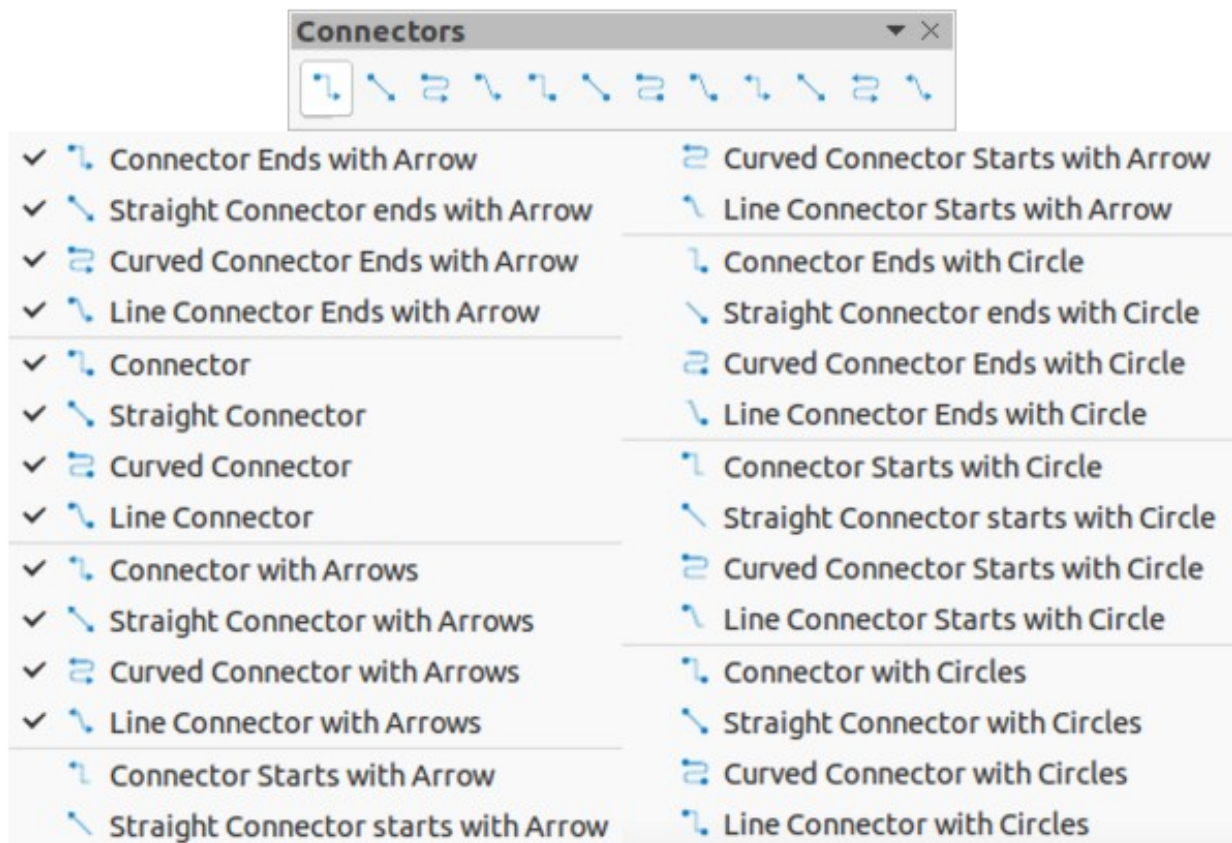 Connectors
Connector Ends with Arrow
Straight Connector ends with Arrow
Curved Connector Ends with Arrow
Line Connector Ends with Arrow
Connector
Straight Connector
Curved Connector
Line Connector
Connector with Arrows
Straight Connector with Arrows
Curved Connector with Arrows
Line Connector with Arrows
Connector Starts with Arrow
Straight Connector starts with Arrow
Curved Connector Starts with Arrow
Line Connector Starts with Arrow
Connector Ends with Circle
Straight Connector ends with Circle
Curved Connector Ends with Circle
Line Connector Ends with Circle
Connector Starts with Circle
Straight Connector starts with Circle
Curved Connector Starts with Circle
Line Connector Starts with Circle
Connector with Circles
Straight Connector with Circles
Curved Connector with Circles
Line Connector with Circles